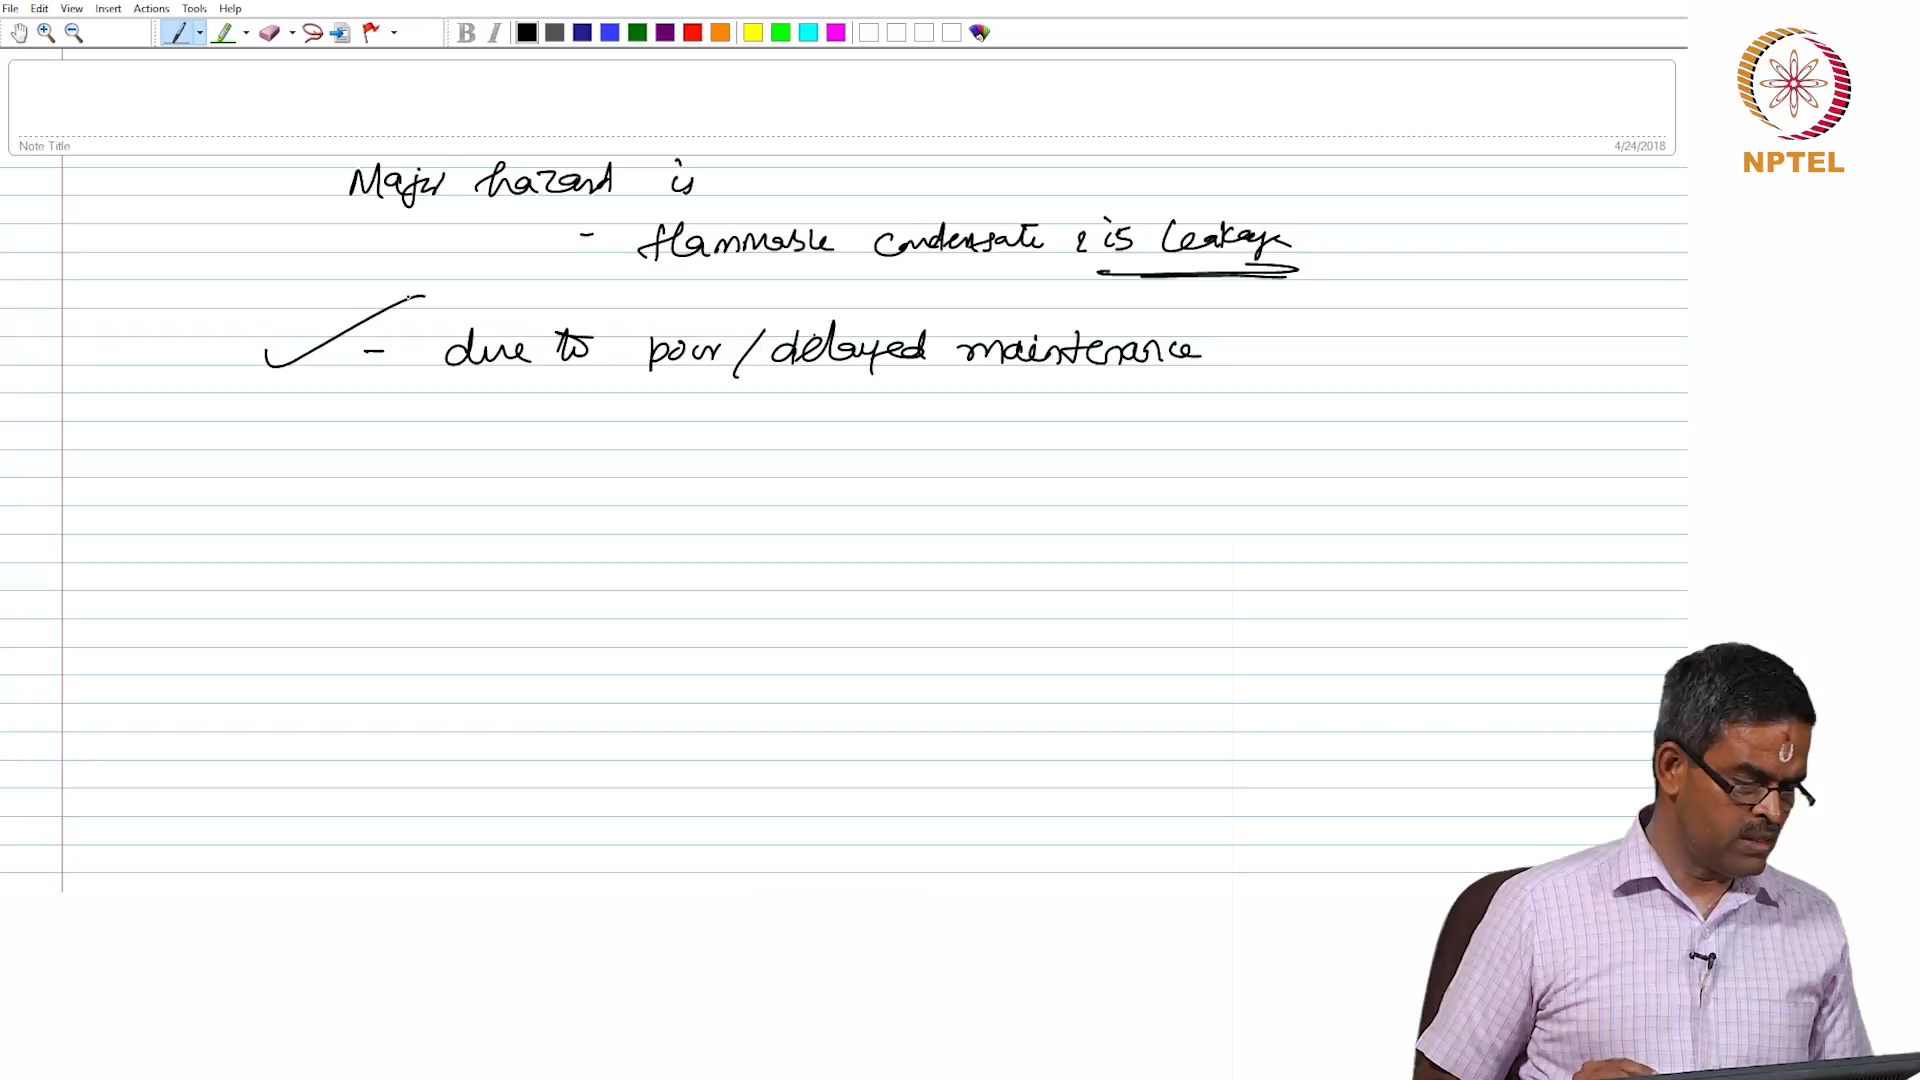 File Edit View Insert Actions Tools Help
B I
Note Title
4/24/2018
NPTEL
Major hazard is
- flammable condensate & is leakage
- due to poor/delayed maintenance